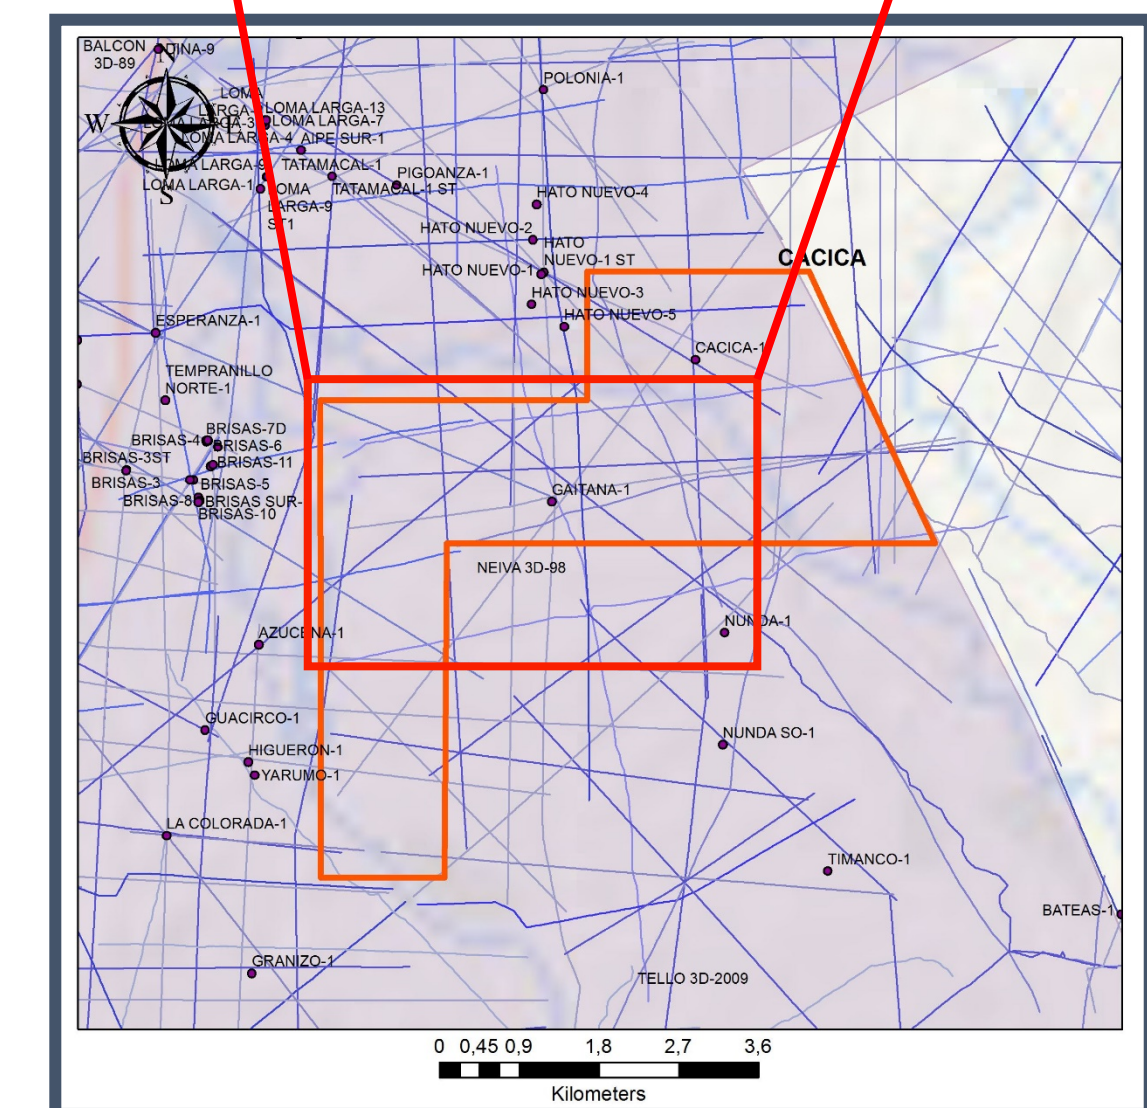 BALCON
3D-89
DINA-9
N
W
E
S
POLONIA-1
LOMA
LARGA-13
LOMA LARGA-7
LOMA LARGA-4
AIPE SUR-1
LOMA LARGA-9
TATAMACAL-1
PIGOANZA-1
LOMA LARGA-1
LOMA
LARGA-9
ST1
TATAMACAL-1 ST
HATO NUEVO-4
HATO NUEVO-2
HATO
NUEVO-1 ST
HATO NUEVO-1
CACICA
HATO NUEVO-3
HATO NUEVO-5
ESPERANZA-1
CACICA-1
TEMPRANILLO
NORTE-1
BRISAS-7D
BRISAS-4
BRISAS-6
BRISAS-3ST
BRISAS-11
BRISAS-3
BRISAS-5
BRISAS-8
BRISAS SUR-
BRISAS-10
GAITANA-1
NEIVA 3D-98
AZUCENA-1
NUNDA-1
GUACIRCO-1
NUNDA SO-1
HIGUERON-1
YARUMO-1
LA COLORADA-1
TIMANCO-1
BATEAS-1
GRANIZO-1
TELLO 3D-2009
0 0,45 0,9 1,8 2,7 3,6
Kilometers